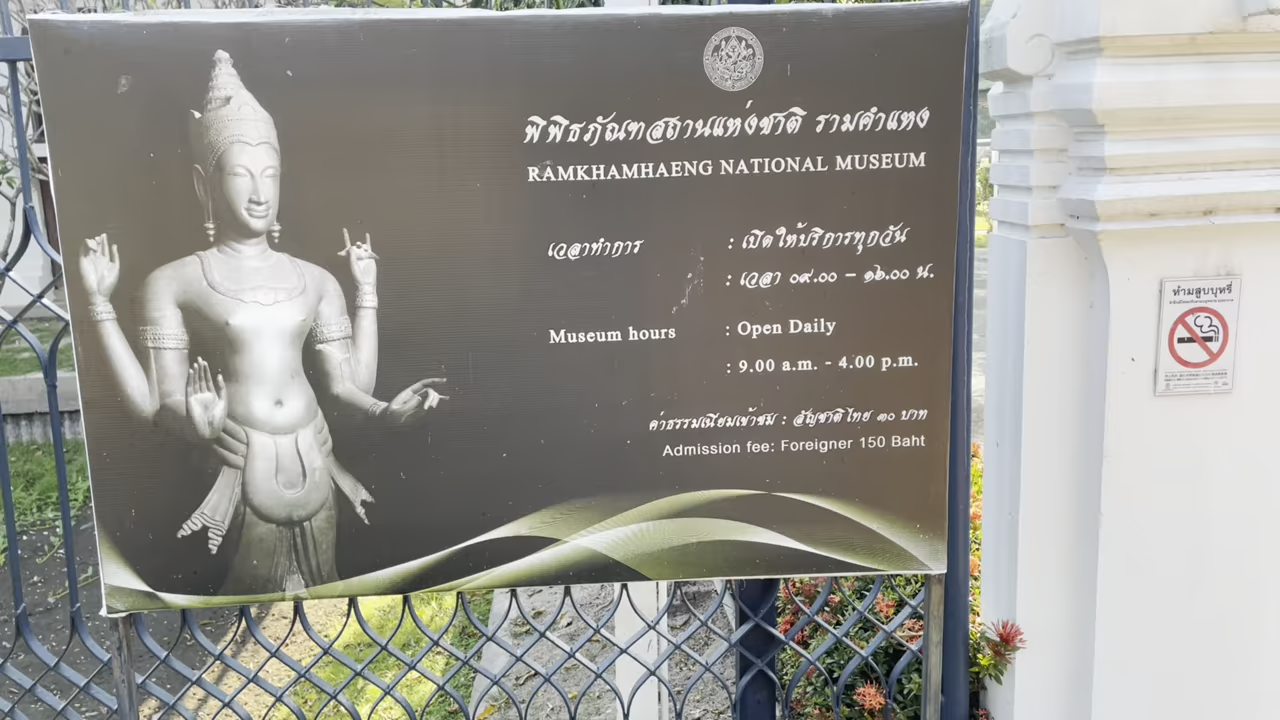 พิพิธภัณฑสถานแห่งชาติ รามคำแหง
RAMKHAMHAENG NATIONAL MUSEUM
เวลาทำการ : เปิดให้บริการทุกวัน
: เวลา ๐๙.๐๐ – ๑๖.๐๐ น.
Museum hours : Open Daily
: 9.00 a.m. - 4.00 p.m.
ค่าธรรมเนียมเข้าชม : สัญชาติไทย ๓๐ บาท
Admission fee: Foreigner 150 Baht
ห้ามสูบบุหรี่